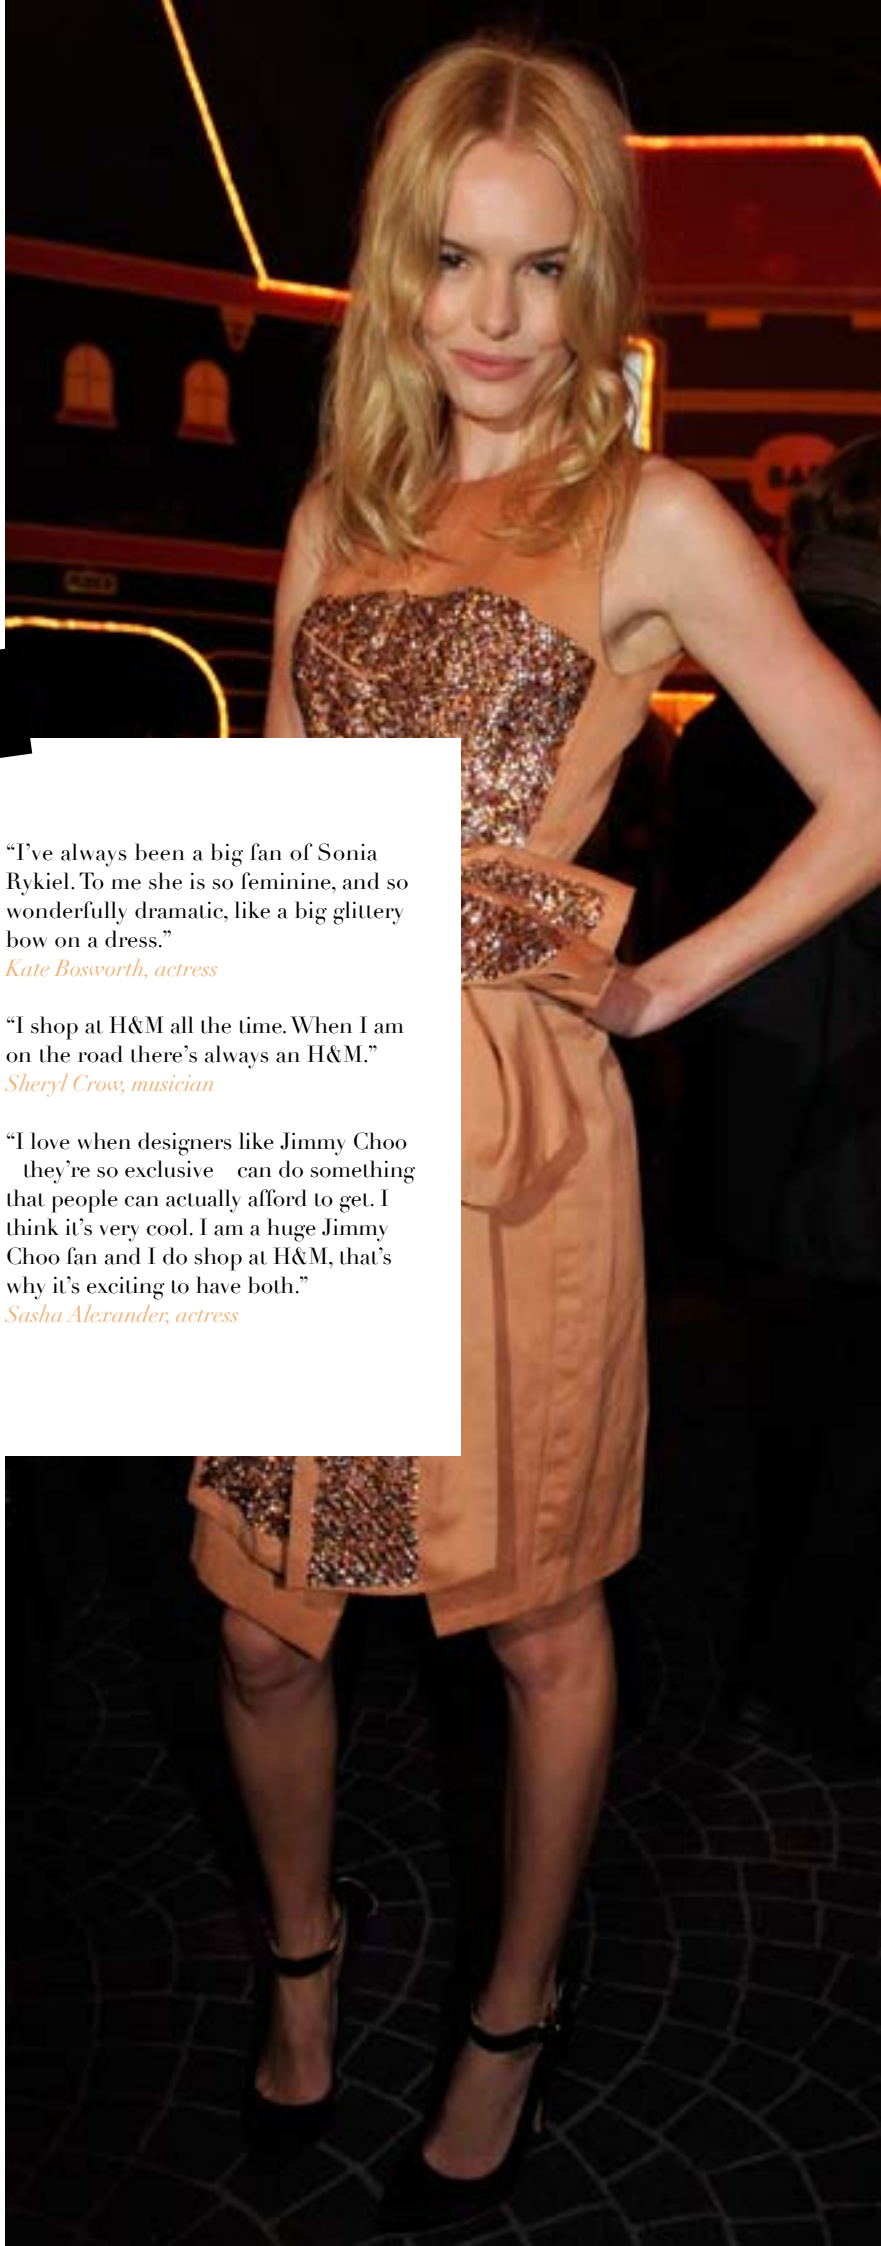 “I’ve always been a big fan of Sonia
Rykiel. To me she is so feminine, and so
wonderfully dramatic, like a big glittery
bow on a dress.”
Kate Bosworth, actress
“I shop at H&M all the time. When I am
on the road there’s always an H&M.”
Sheryl Crow, musician
“I love when designers like Jimmy Choo
they’re so exclusive can do something
that people can actually afford to get. I
think it’s very cool. I am a huge Jimmy
Choo fan and I do shop at H&M, that’s
why it’s exciting to have both.”
Sasha Alexander, actress